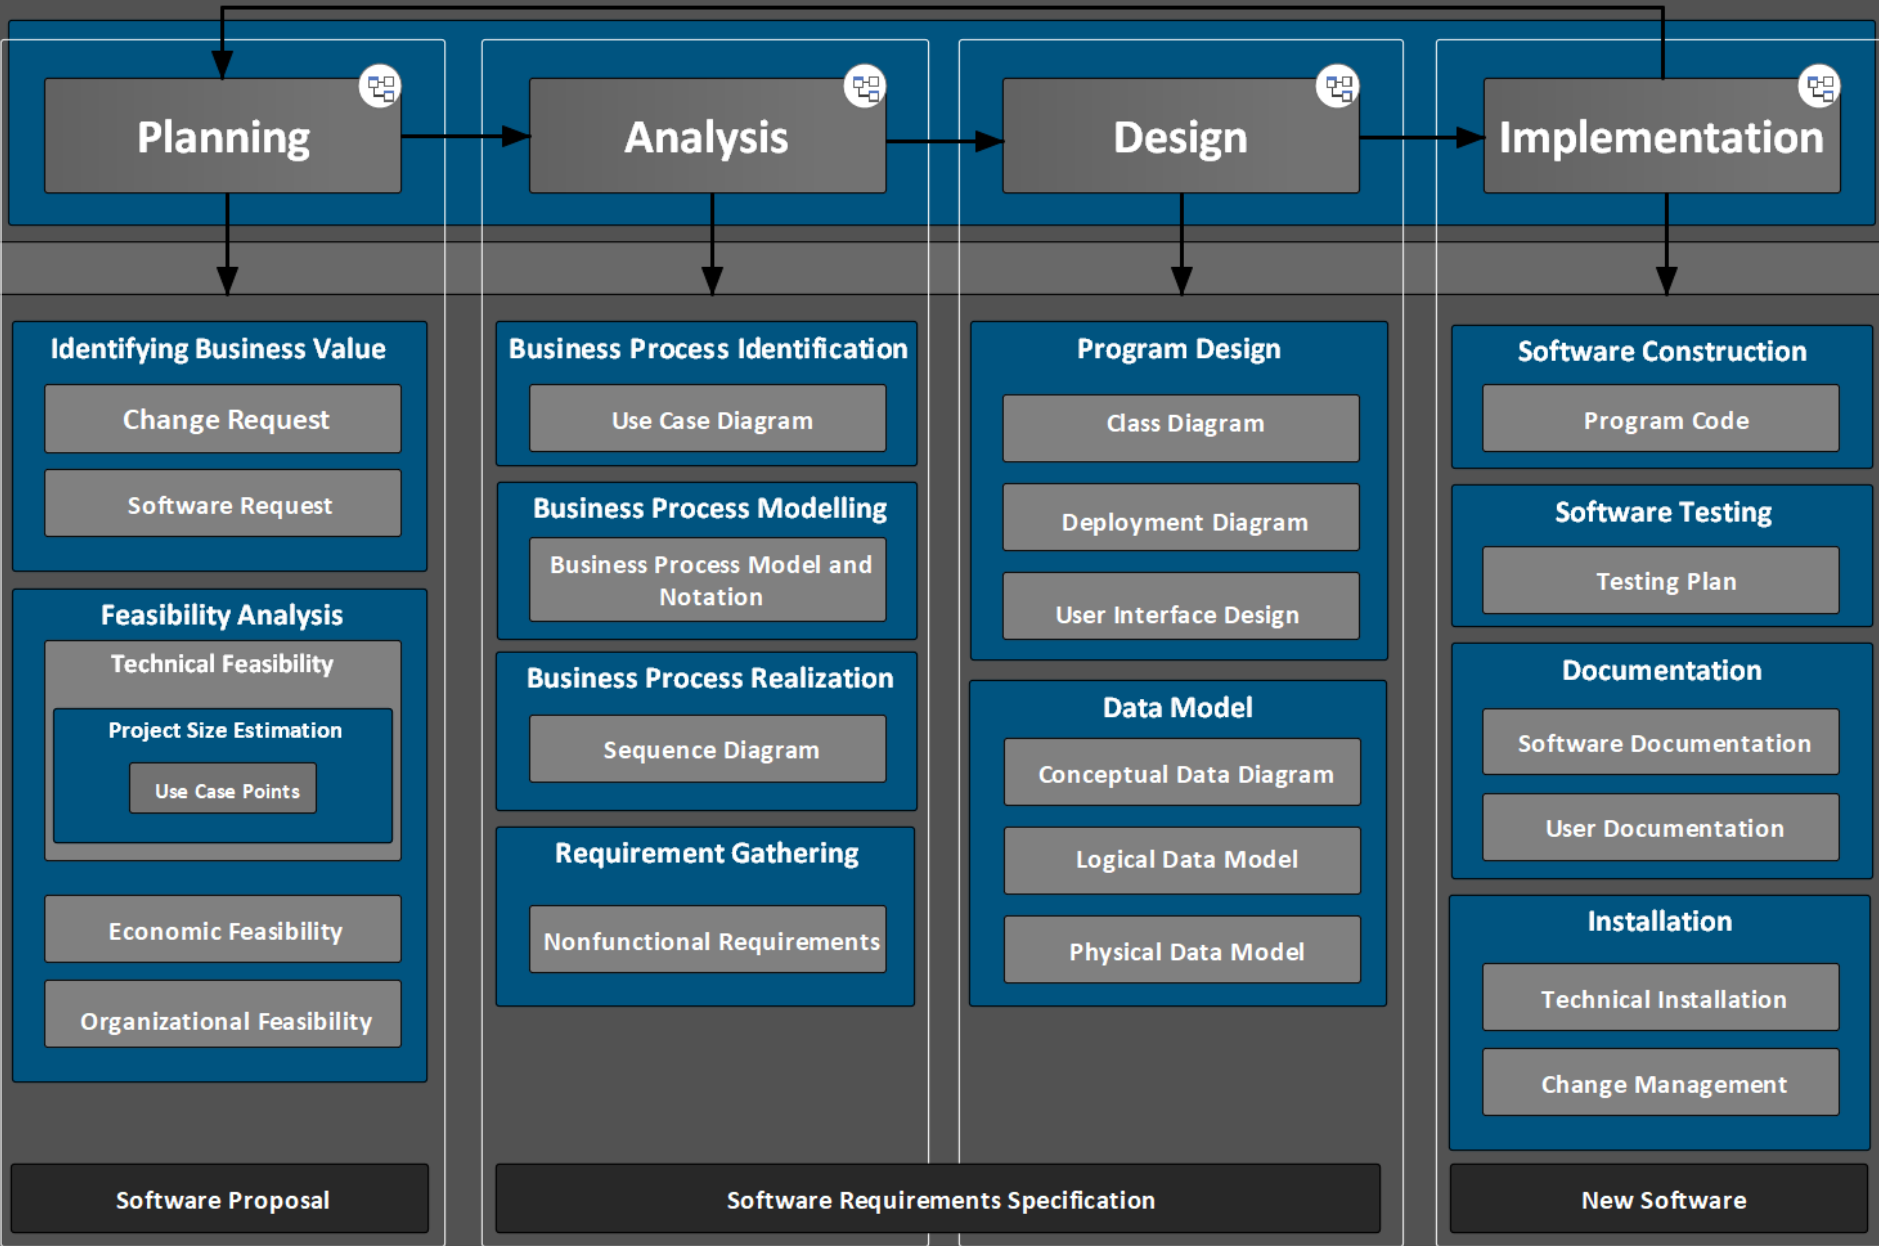 Planning
Analysis
Design
Implementation
Identifying Business Value
Change Request
Software Request
Feasibility Analysis
Technical Feasibility
Project Size Estimation
Use Case Points
Economic Feasibility
Organizational Feasibility
Software Proposal
Business Process Identification
Use Case Diagram
Business Process Modelling
Business Process Model and
Notation
Business Process Realization
Sequence Diagram
Requirement Gathering
Nonfunctional Requirements
Program Design
Class Diagram
Deployment Diagram
User Interface Design
Data Model
Conceptual Data Diagram
Logical Data Model
Physical Data Model
Software Requirements Specification
Software Construction
Program Code
Software Testing
Testing Plan
Documentation
Software Documentation
User Documentation
Installation
Technical Installation
Change Management
New Software